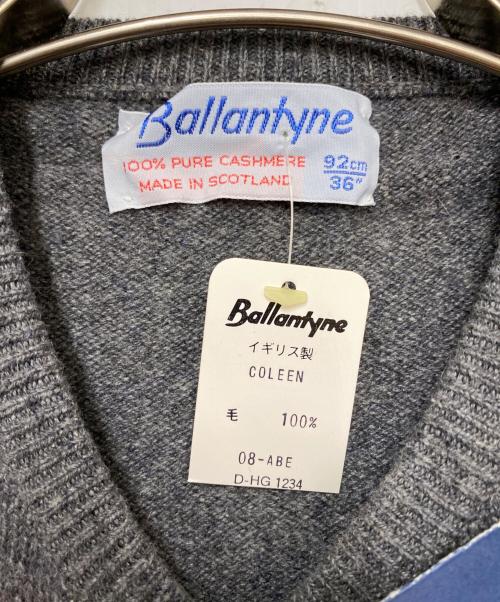 Ballantyne
100% PURE CASHMERE
MADE IN SCOTLAND
92cm
36"
Ballantyne
イギリス製
COLEEN
毛 100%
08-ABE
D-HG 1234